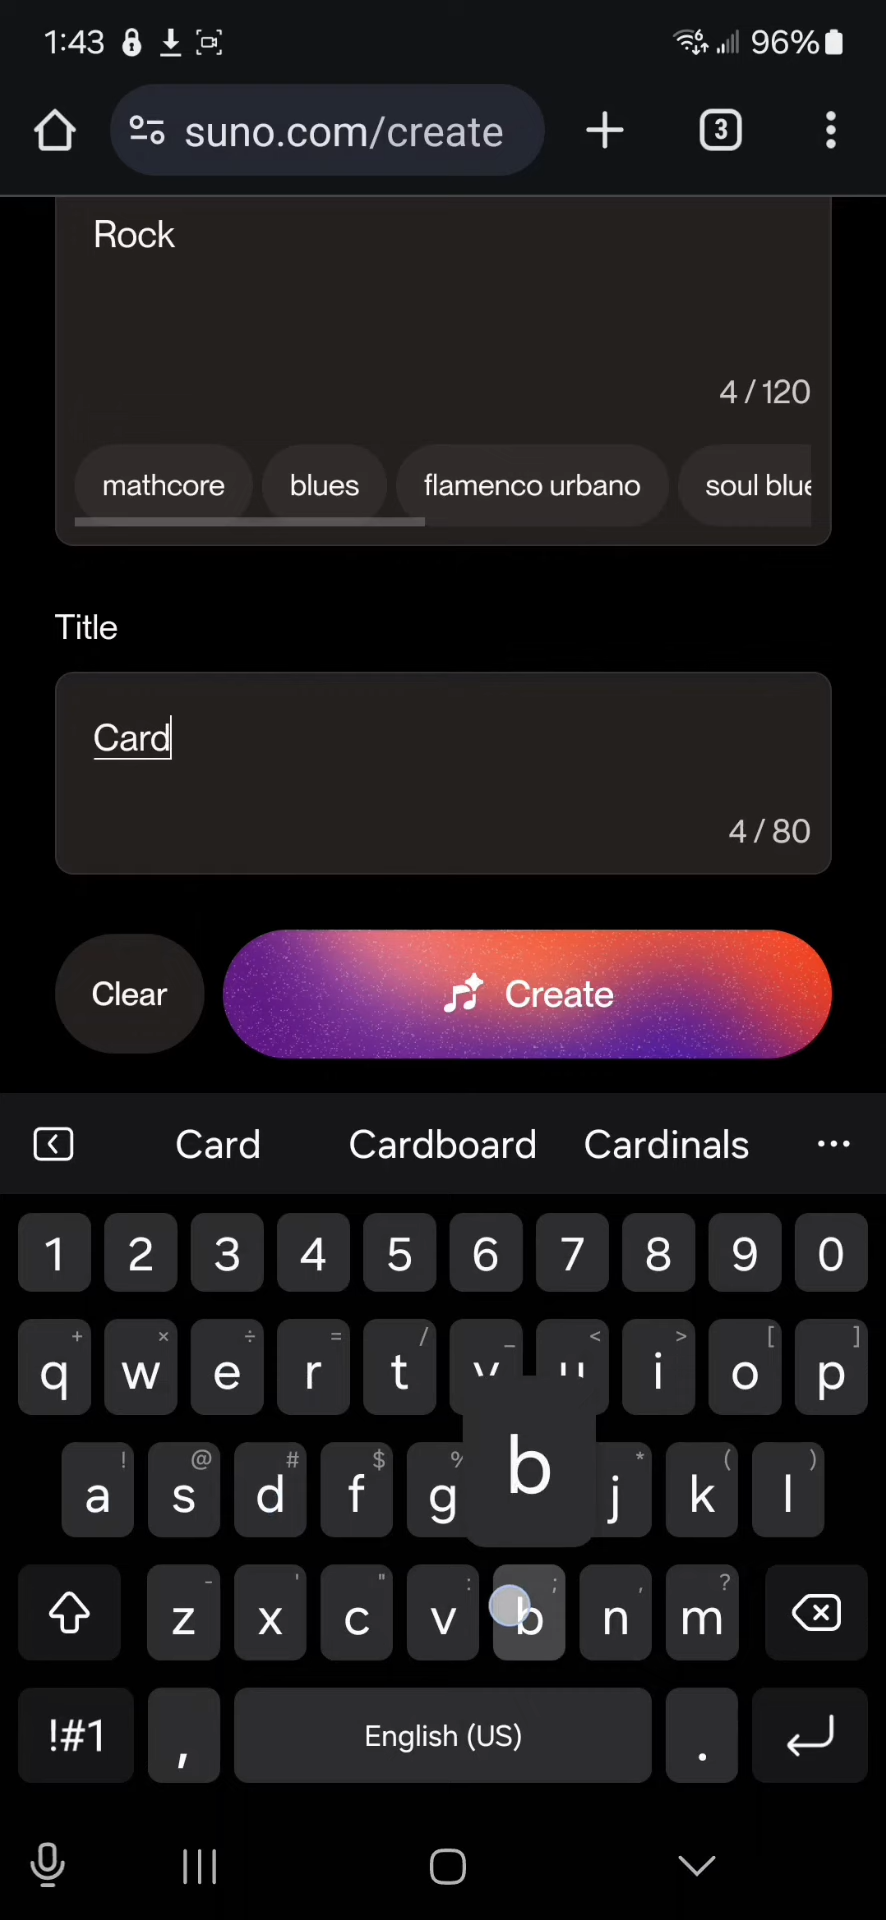 1:43 96%
suno.com/create 3
Rock
4 / 120
mathcore blues flamenco urbano soul blue
Title
Card
4 / 80
Clear Create
Card Cardboard Cardinals ...
1 2 3 4 5 6 7 8 9 0
+ × ÷ = / _ < > [ ]
q w e r t y u i o p
! @ # $ % * ( )
a s d f g b j k l
- ' " : ; , ?
z x c v b n m
!#1 , English (US) .